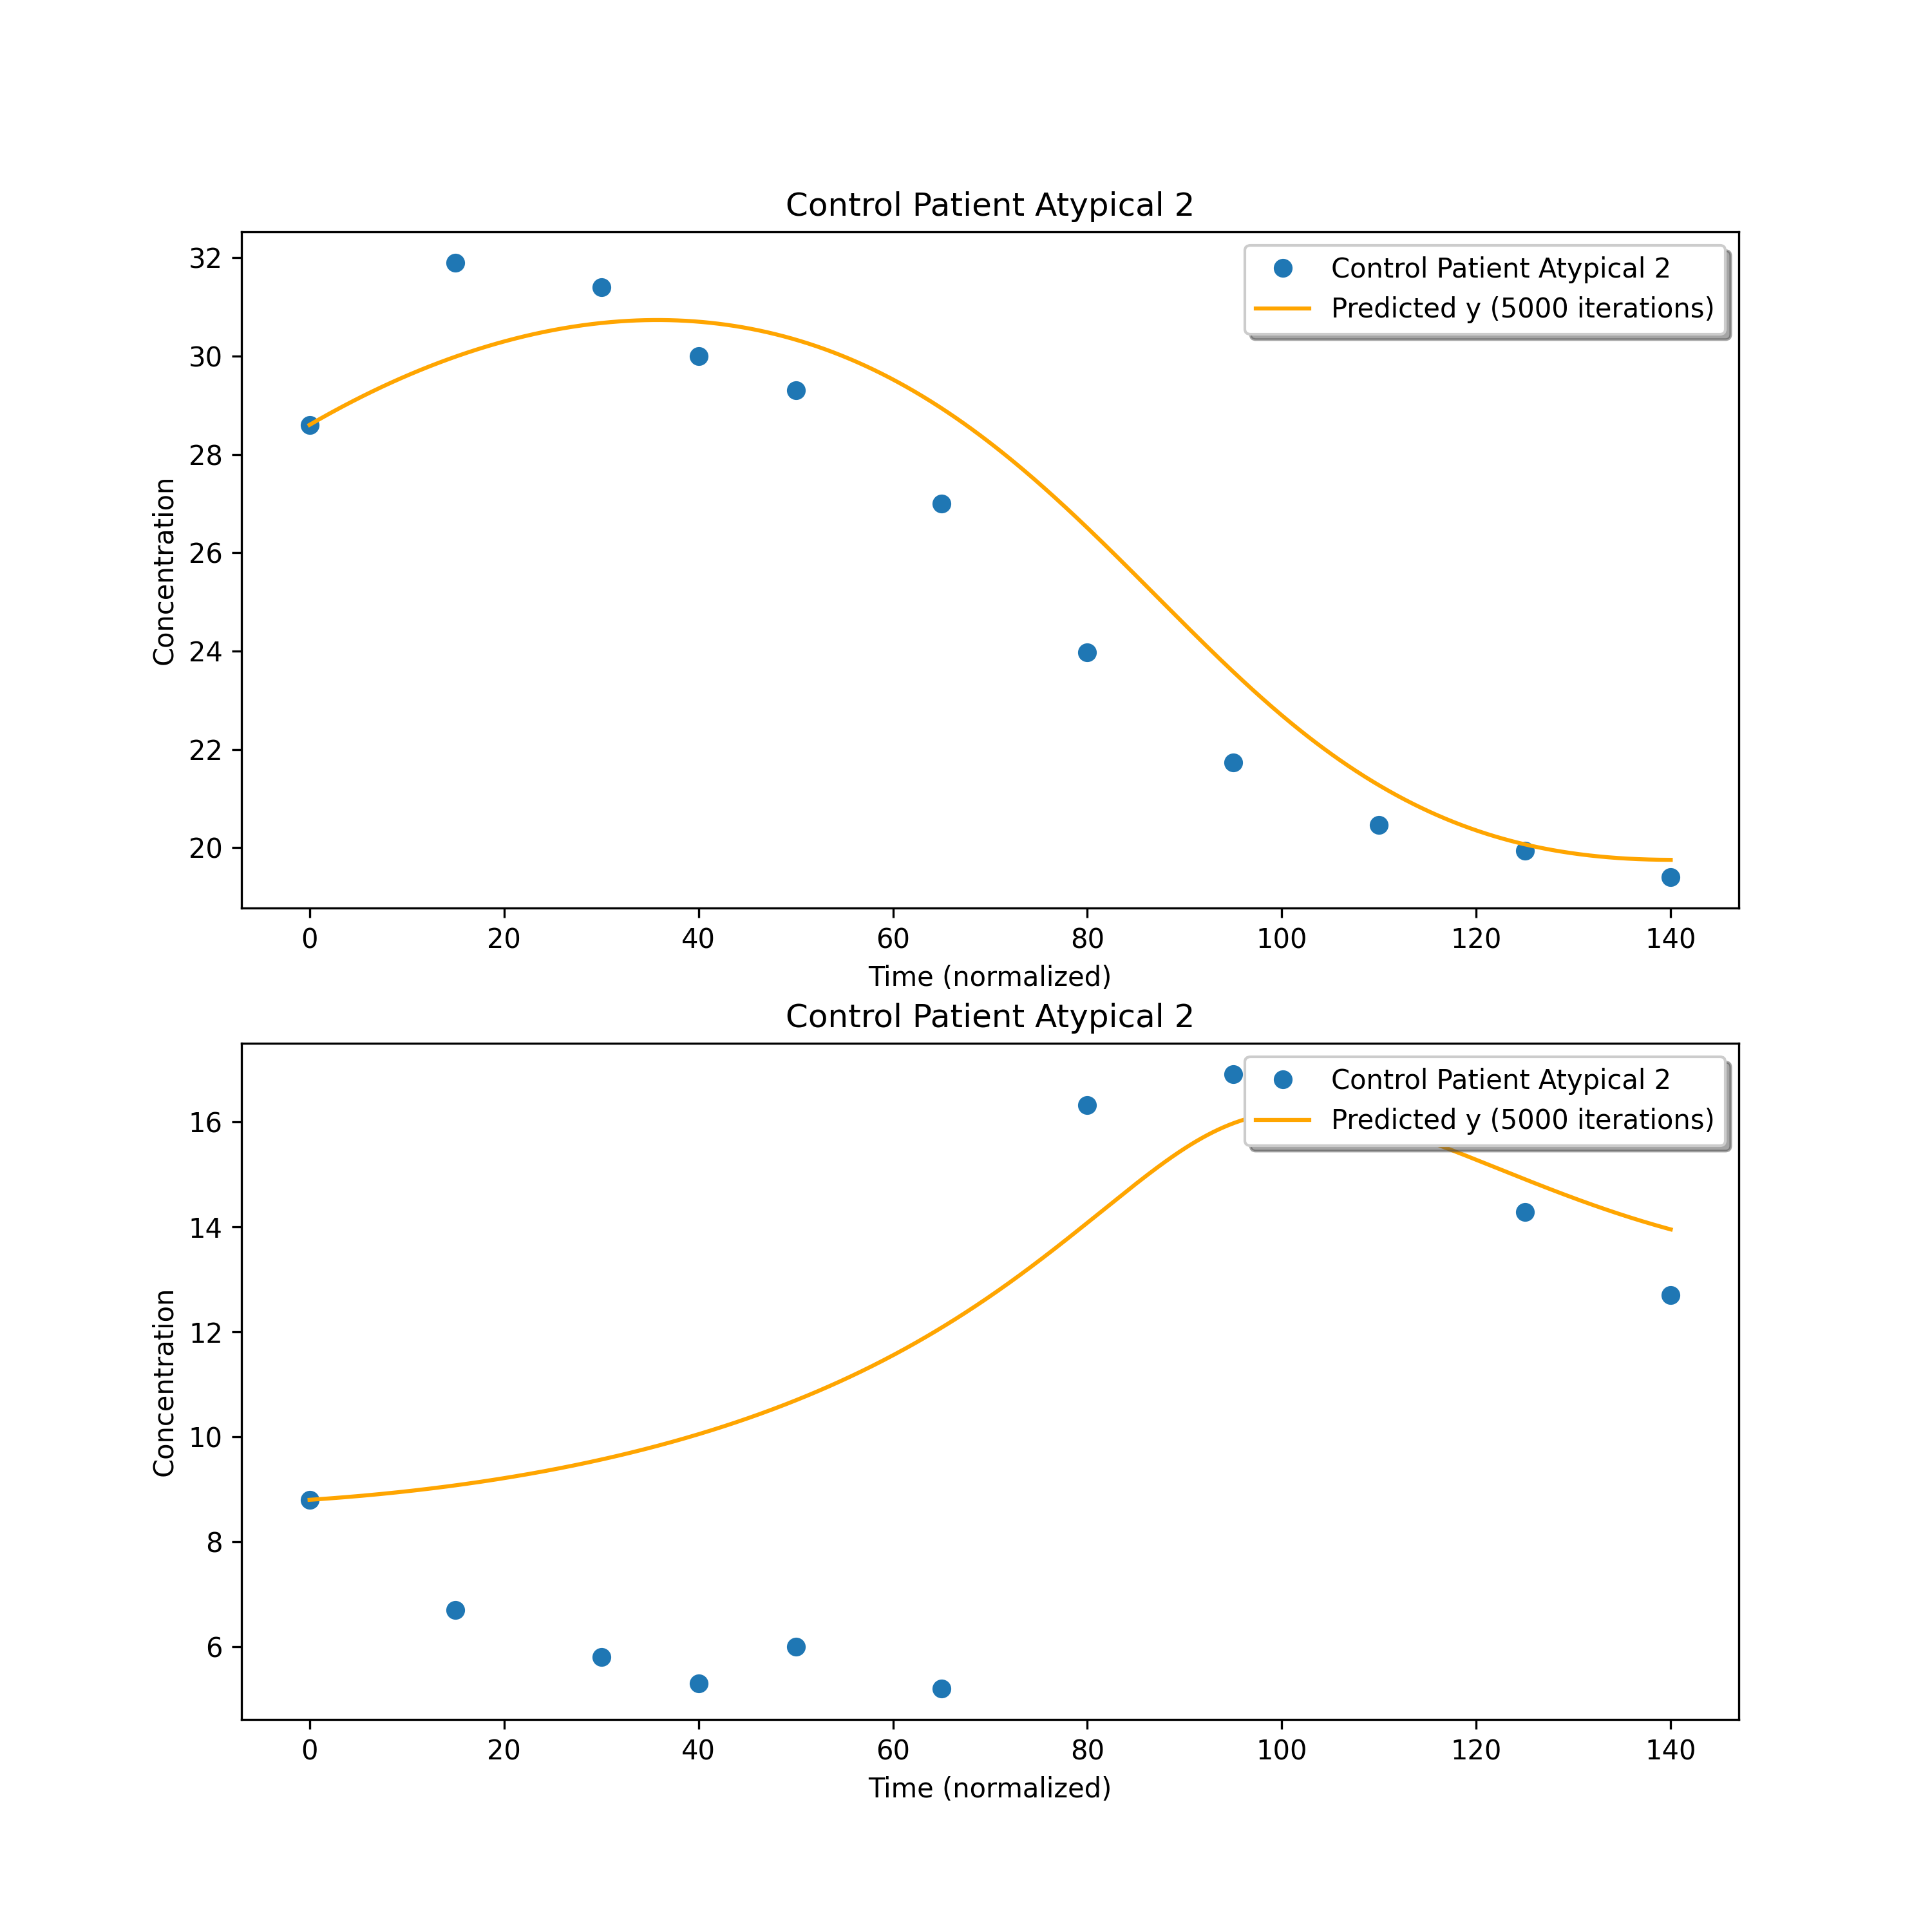 Control Patient Atypical 2
32
30
28
26
24
22
20
Concentration
Control Patient Atypical 2
Predicted y (5000 iterations)
0 20 40 60 80 100 120 140
Time (normalized)
Control Patient Atypical 2
16
14
12
10
8
6
Concentration
Control Patient Atypical 2
Predicted y (5000 iterations)
0 20 40 60 80 100 120 140
Time (normalized)